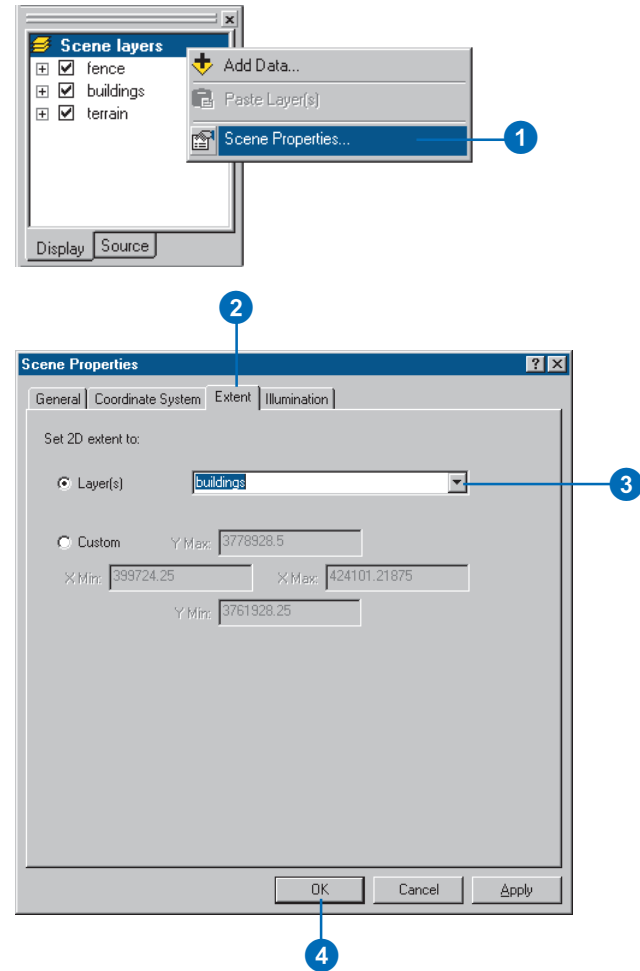 Scene layers
fence
buildings
terrain
Display Source
Add Data...
Paste Layer(s)
Scene Properties...
1
2
Scene Properties
General Coordinate System Extent Illumination
Set 2D extent to:
Layer(s) buildings
3
Custom Y Max: 3778928.5
X Min: 399724.25 X Max: 424101.21875
Y Min: 3761928.25
OK Cancel Apply
4